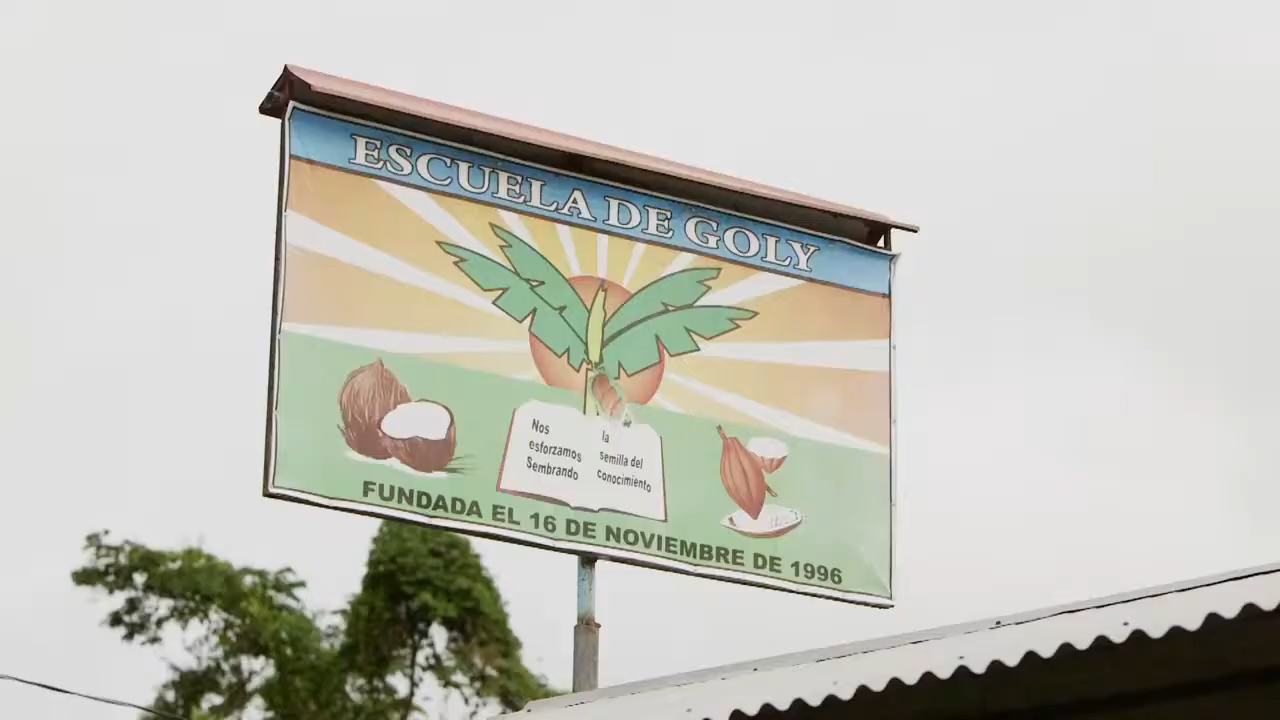 ESCUELA DE GOLY
Nos
esforzamos
Sembrando
la
semilla del
conocimiento
FUNDADA EL 16 DE NOVIEMBRE DE 1996